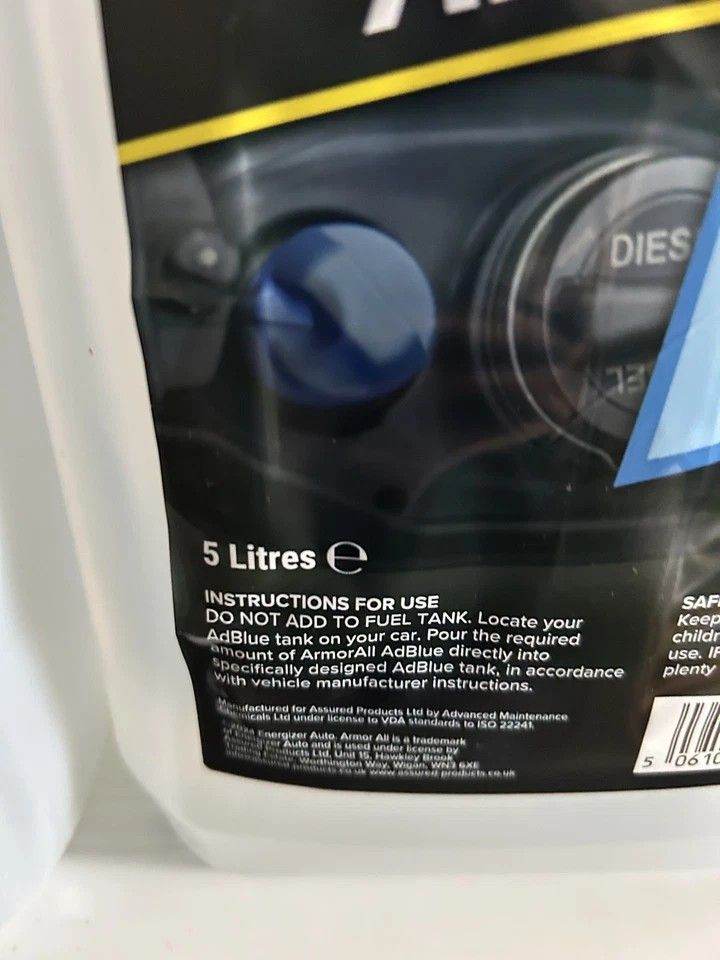 DIES
5 Litres ℮
INSTRUCTIONS FOR USE
DO NOT ADD TO FUEL TANK. Locate your
AdBlue tank on your car. Pour the required
amount of ArmorAll AdBlue directly into
specifically designed AdBlue tank, in accordance
with vehicle manufacturer instructions.
Manufactured for Assured Products Ltd by Advanced Maintenance
Chemicals Ltd under license to VDA standards to ISO 22241.
Energizer Auto. Armor All is a trademark
Auto and is used under license by
Products Ltd, Unit 15, Hawkley Brook
Worthington Way, Wigan, WN3 6XE
www.assured-products.co.uk
SAF
Keep
childr
use. IF
plenty
5 0610